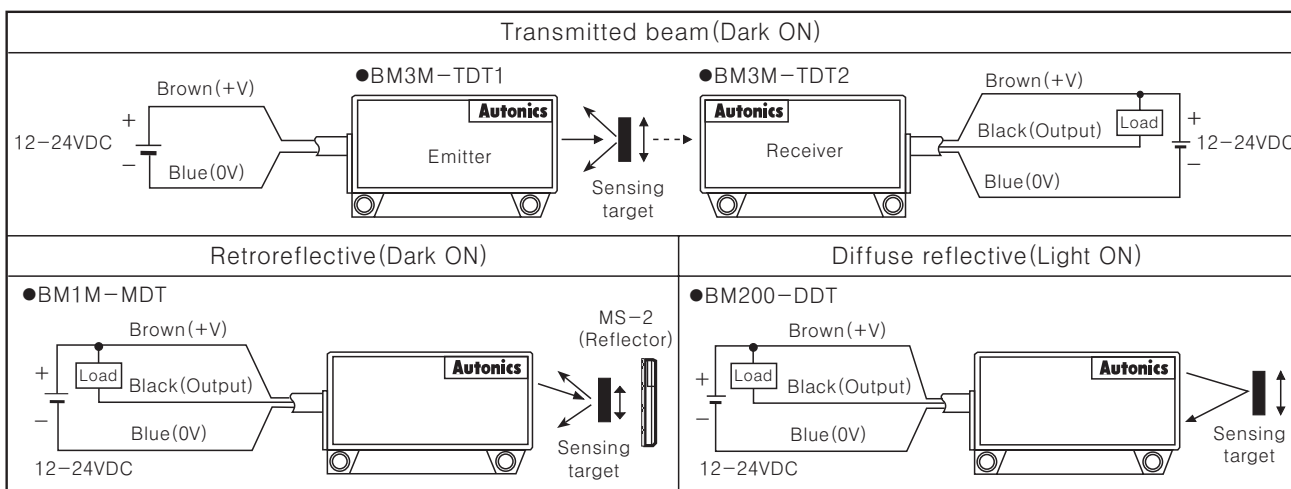 Transmitted beam(Dark ON)
●BM3M-TDT1
Brown(+V)
+
12-24VDC
-
Blue(0V)
Autonics
Emitter
Sensing
target
●BM3M-TDT2
Autonics
Receiver
Brown(+V)
Black(Output)
Load
+
12-24VDC
-
Blue(0V)
Retroreflective(Dark ON)
●BM1M-MDT
Brown(+V)
+
Load
Black(Output)
-
Blue(0V)
12-24VDC
Autonics
MS-2
(Reflector)
Sensing
target
Diffuse reflective(Light ON)
●BM200-DDT
Brown(+V)
+
Load
Black(Output)
-
Blue(0V)
12-24VDC
Autonics
Sensing
target